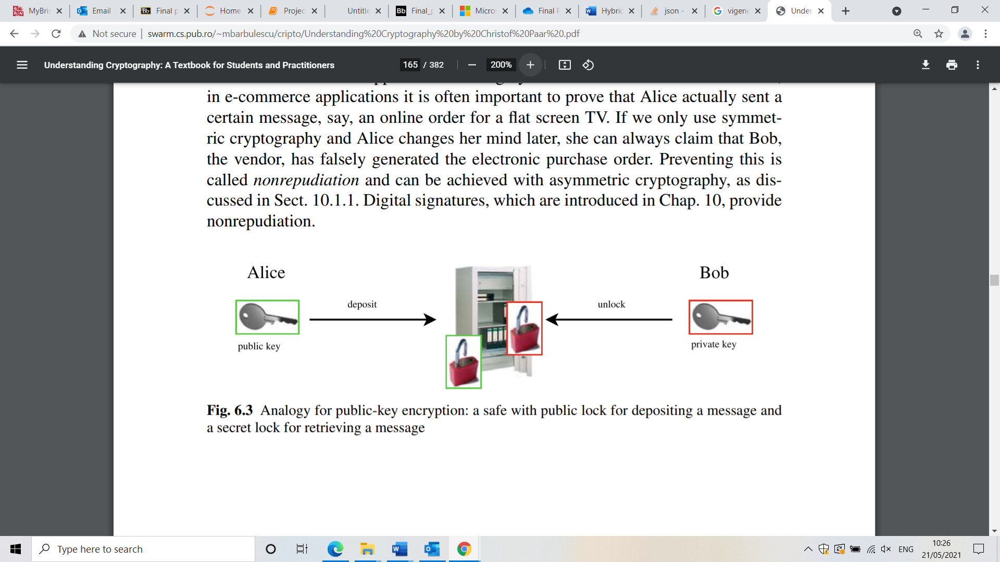 MyBris
Email -
Final p
Home
Projec
Untitle
Final_p
Micros
Final P
Hybric
json -
vigene
Under
Not secure
swarm.cs.pub.ro/~mbarbulescu/cripto/Understanding%20Cryptography%20by%20Christof%20Paar%20.pdf
Understanding Cryptography: A Textbook for Students and Practitioners
165 / 382
200%
in e-commerce applications it is often important to prove that Alice actually sent a
certain message, say, an online order for a flat screen TV. If we only use symmet-
ric cryptography and Alice changes her mind later, she can always claim that Bob,
the vendor, has falsely generated the electronic purchase order. Preventing this is
called nonrepudiation and can be achieved with asymmetric cryptography, as dis-
cussed in Sect. 10.1.1. Digital signatures, which are introduced in Chap. 10, provide
nonrepudiation.
Alice
Bob
deposit
unlock
public key
private key
Fig. 6.3 Analogy for public-key encryption: a safe with public lock for depositing a message and
a secret lock for retrieving a message
Type here to search
ENG
10:26
21/05/2021